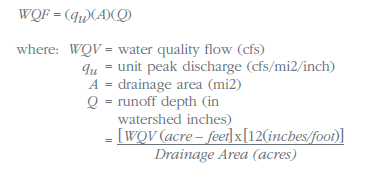 WQF = (qu)(A)(Q)
where: WQV = water quality flow (cfs)
qu = unit peak discharge (cfs/mi2/inch)
A = drainage area (mi2)
Q = runoff depth (in
watershed inches)
= [WQV (acre – feet]x[12(inches/foot)]
Drainage Area (acres)